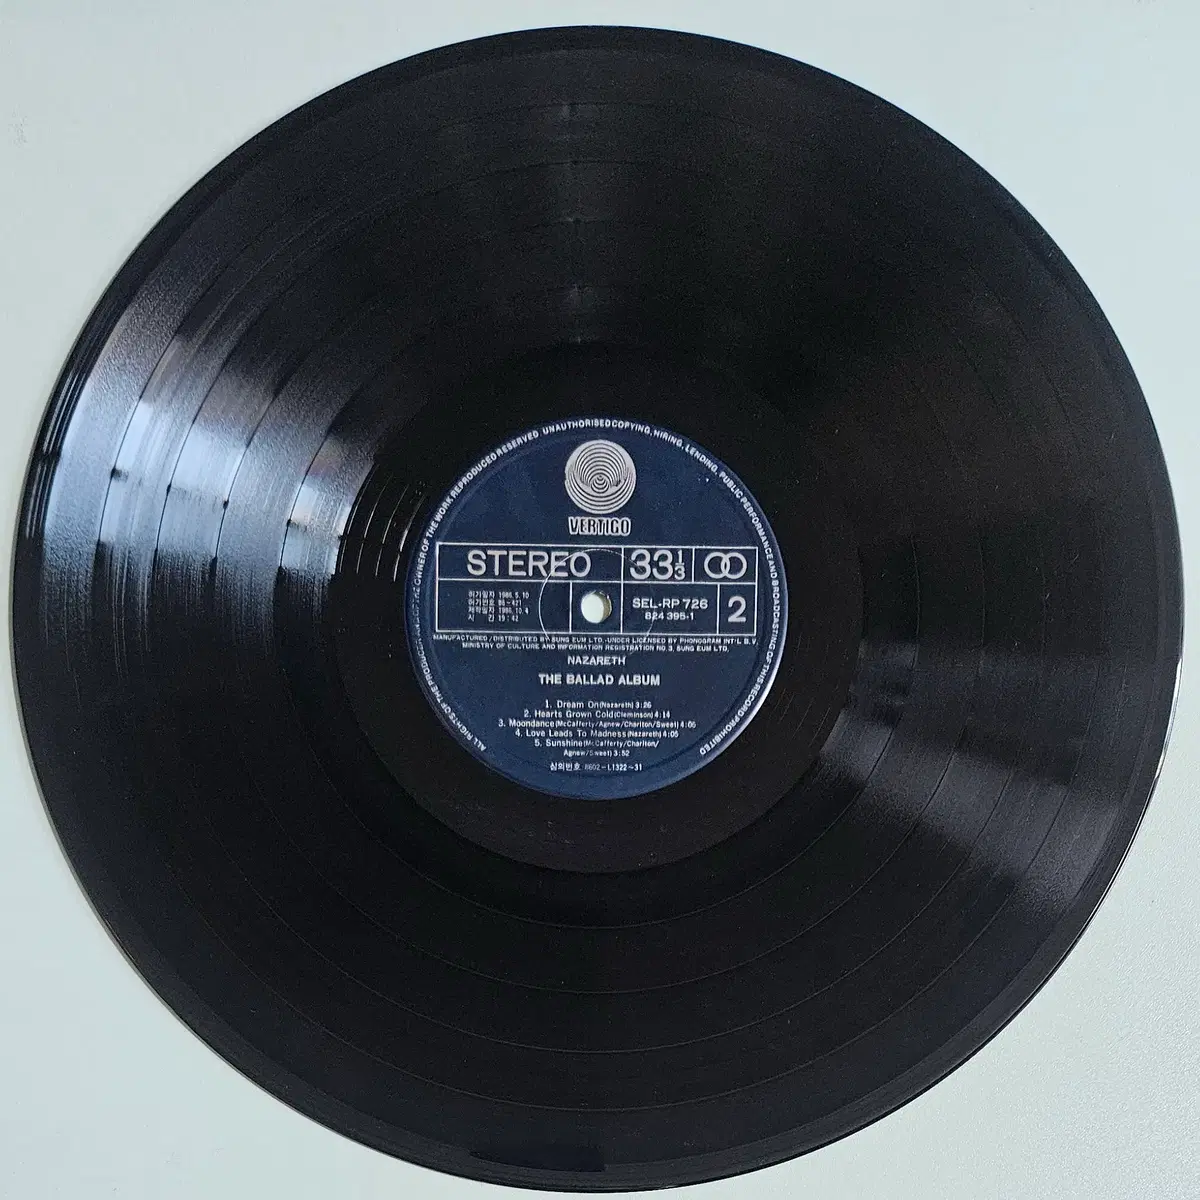 ALL RIGHTS OF THE PRODUCER AND OF THE OWNER OF THE WORK REPRODUCED RESERVED. UNAUTHORISED COPYING, HIRING, LENDING, PUBLIC PERFORMANCE AND BROADCASTING OF THIS RECORD PROHIBITED
VERTIGO
STEREO 33⅓
허가일자 1986.5.10
허가번호 86-421
제작일자 1986.10.4
시 간 19:42
SEL-RP 726
824 395-1
2
MANUFACTURED/DISTRIBUTED BY SUNG EUM LTD.-UNDER LICENSED BY PHONOGRAM INT'L B.V.
MINISTRY OF CULTURE AND INFORMATION REGISTRATION NO.3, SUNG EUM LTD.
NAZARETH
THE BALLAD ALBUM
1. Dream On(Nazareth) 3:26
2. Hearts Grown Cold(Cleminson) 4:14
3. Moondance(McCafferty/Agnew/Charlton/Sweet) 4:05
4. Love Leads To Madness(Nazareth) 4:05
5. Sunshine(McCafferty/Charlton/
Agnew/Sweet) 3:52
심의번호 8602-L1322~31